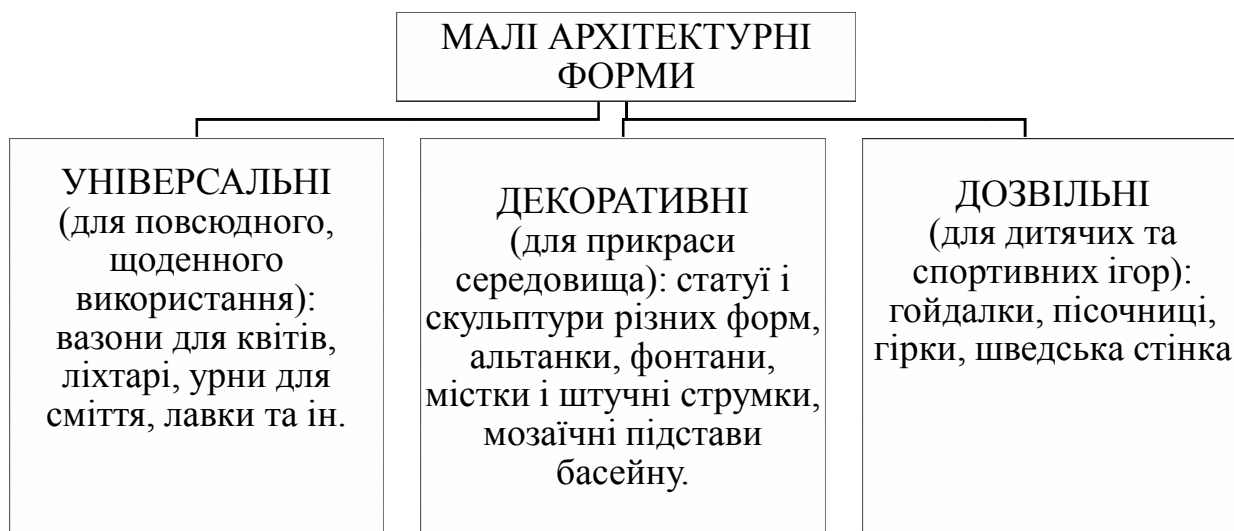 МАЛІ АРХІТЕКТУРНІ
ФОРМИ
УНІВЕРСАЛЬНІ
(для повсюдного,
щоденного
використання):
вазони для квітів,
ліхтарі, урни для
сміття, лавки та ін.
ДЕКОРАТИВНІ
(для прикраси
середовища): статуї і
скульптури різних форм,
альтанки, фонтани,
містки і штучні струмки,
мозаїчні підстави
басейну.
ДОЗВІЛЬНІ
(для дитячих та
спортивних ігор):
гойдалки, пісочниці,
гірки, шведська стінка